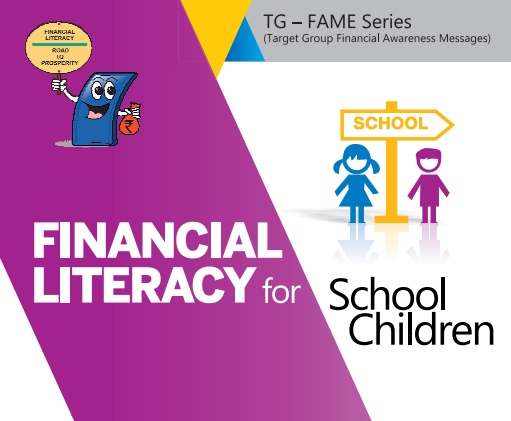 TG – FAME Series
(Target Group Financial Awareness Messages)
FINANCIAL
LITERACY
ROAD
TO
PROSPERITY
₹
SCHOOL
FINANCIAL
LITERACY for School
Children